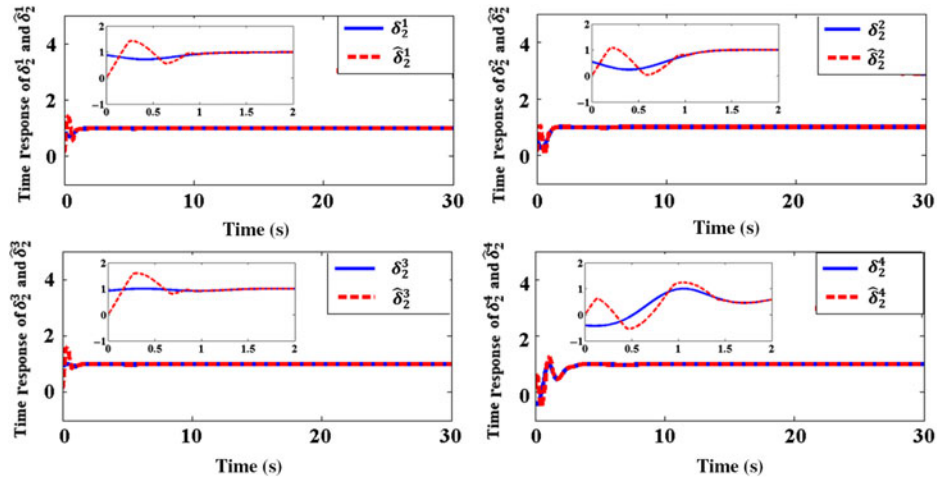 Time response of δ₂¹ and δ̂₂¹
4
2
0
2
1
0
−1
0 0.5 1 1.5 2
δ₂¹
δ̂₂¹
0 10 20 30
Time (s)
Time response of δ₂² and δ̂₂²
4
2
0
2
1
0
−1
0 0.5 1 1.5 2
δ₂²
δ̂₂²
0 10 20 30
Time (s)
Time response of δ₂³ and δ̂₂³
4
2
0
2
1
0
−1
0 0.5 1 1.5 2
δ₂³
δ̂₂³
0 10 20 30
Time (s)
Time response of δ₂⁴ and δ̂₂⁴
4
2
0
2
1
0
−1
0 0.5 1 1.5 2
δ₂⁴
δ̂₂⁴
0 10 20 30
Time (s)